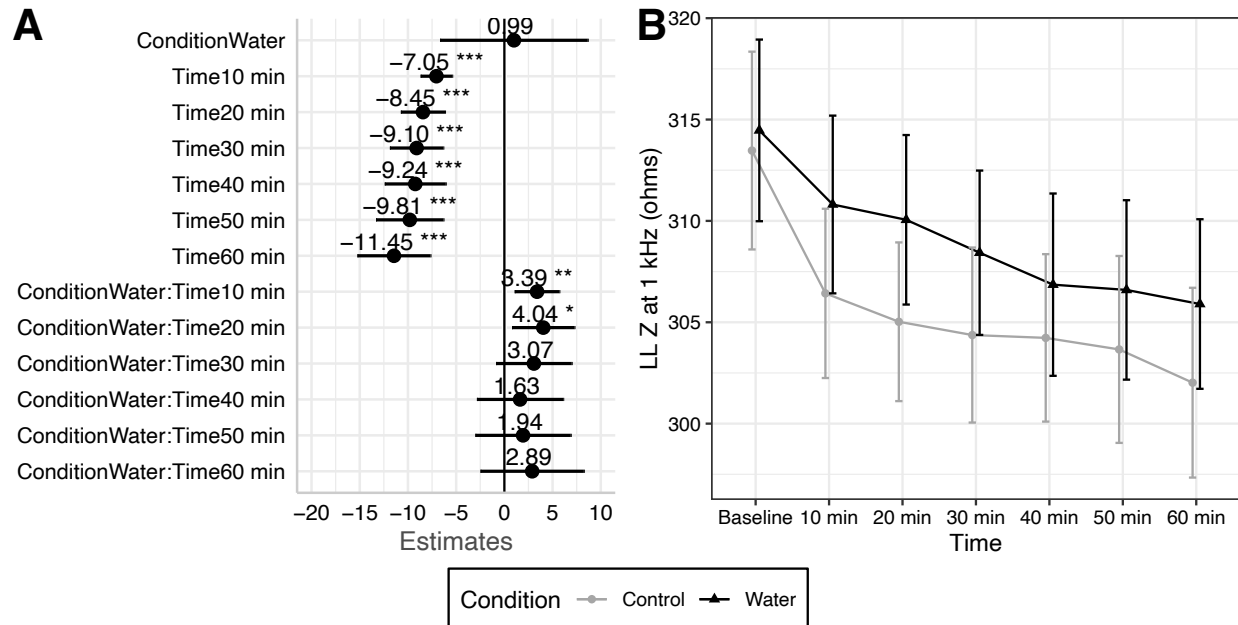 A
ConditionWater 0.99
Time10 min −7.05 ***
Time20 min −8.45 ***
Time30 min −9.10 ***
Time40 min −9.24 ***
Time50 min −9.81 ***
Time60 min −11.45 ***
ConditionWater:Time10 min 3.39 **
ConditionWater:Time20 min 4.04 *
ConditionWater:Time30 min 3.07
ConditionWater:Time40 min 1.63
ConditionWater:Time50 min 1.94
ConditionWater:Time60 min 2.89
−20 −15 −10 −5 0 5 10
Estimates
B
LL Z at 1 kHz (ohms)
320
315
310
305
300
Baseline 10 min 20 min 30 min 40 min 50 min 60 min
Time
Condition Control Water